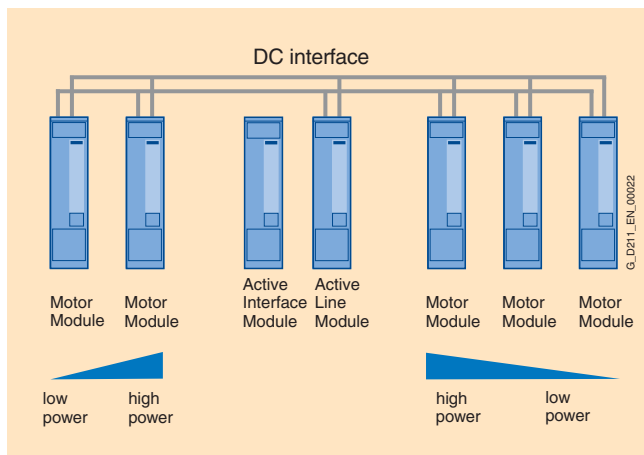 DC interface
G_D211_EN_00022
Motor
Module
Motor
Module
Active
Interface
Module
Active
Line
Module
Motor
Module
Motor
Module
Motor
Module
low
power
high
power
high
power
low
power